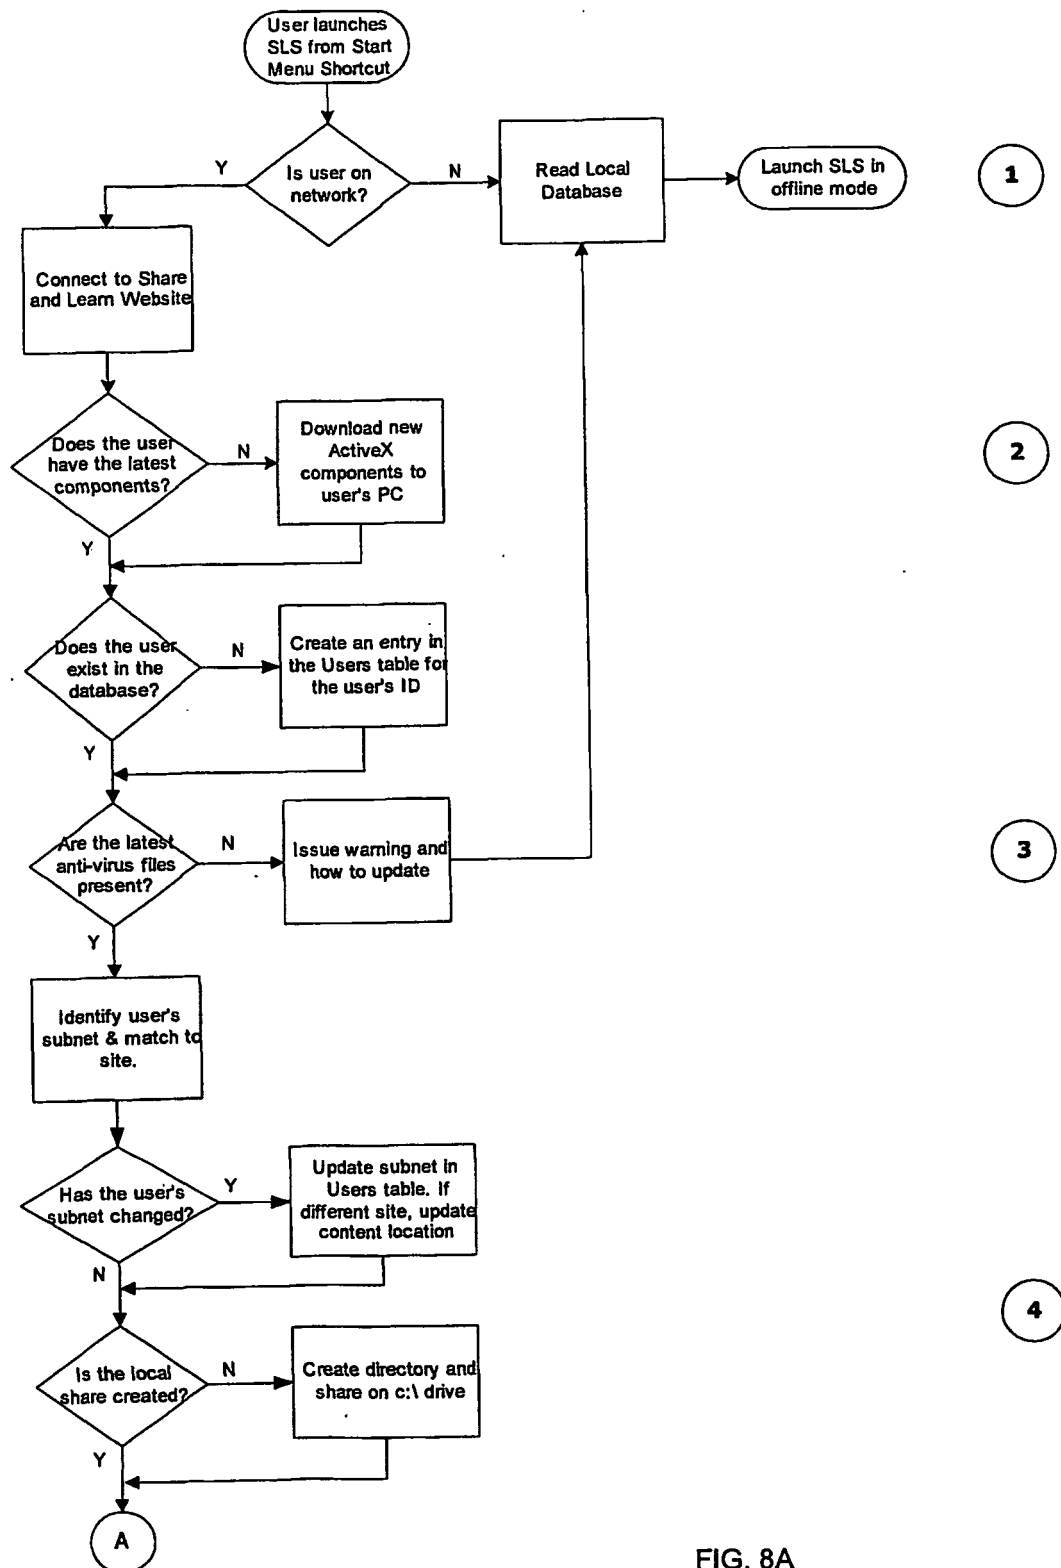 User launches
SLS from Start
Menu Shortcut
Y
Is user on
network?
N
Read Local
Database
Launch SLS in
offline mode
1
Connect to Share
and Learn Website
Does the user
have the latest
components?
N
Download new
ActiveX
components to
user's PC
2
Y
Does the user
exist in the
database?
N
Create an entry in
the Users table for
the user's ID
Y
Are the latest
anti-virus files
present?
N
Issue warning and
how to update
3
Y
Identify user's
subnet & match to
site.
Has the user's
subnet changed?
Y
Update subnet in
Users table. If
different site, update
content location
N
4
Is the local
share created?
N
Create directory and
share on c:\ drive
Y
A
FIG. 8A